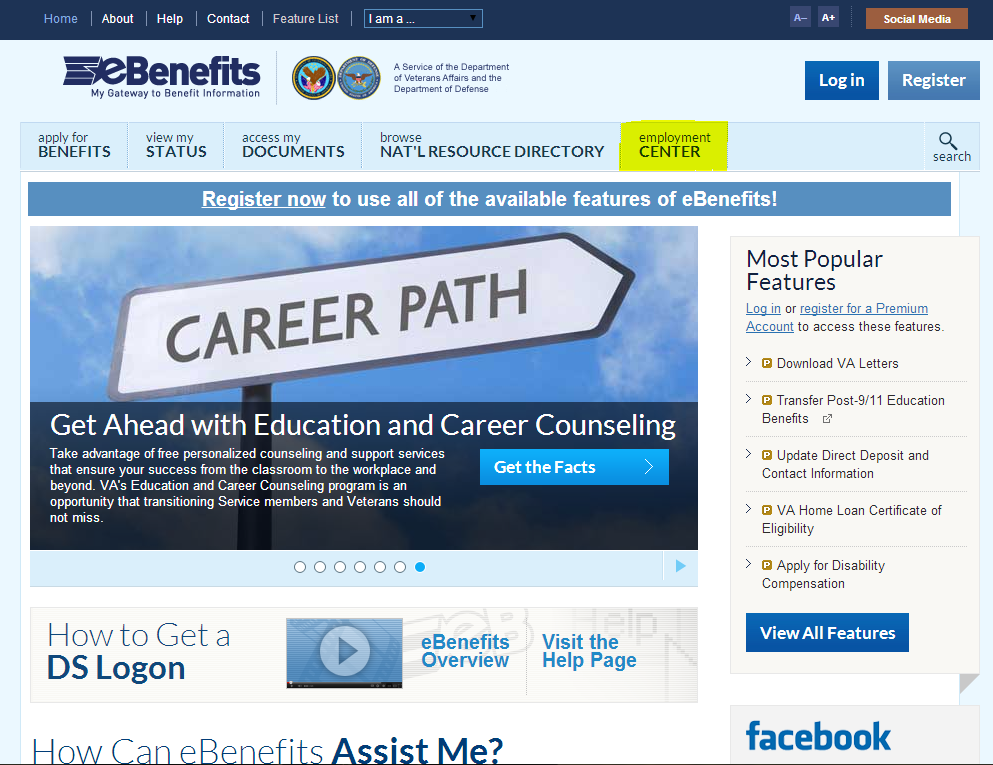 Home | About | Help | Contact | Feature List | I am a ...
A– A+ Social Media
eBenefits
My Gateway to Benefit Information
A Service of the Department
of Veterans Affairs and the
Department of Defense
Log in
Register
apply for
BENEFITS
view my
STATUS
access my
DOCUMENTS
browse
NAT'L RESOURCE DIRECTORY
employment
CENTER
search
Register now to use all of the available features of eBenefits!
CAREER PATH
Get Ahead with Education and Career Counseling
Take advantage of free personalized counseling and support services
that ensure your success from the classroom to the workplace and
beyond. VA's Education and Career Counseling program is an
opportunity that transitioning Service members and Veterans should
not miss.
Get the Facts
How to Get a
DS Logon
eBenefits
Overview
Visit the
Help Page
eB
Help
How Can eBenefits Assist Me?
Most Popular
Features
Log in or register for a Premium
Account to access these features.
P Download VA Letters
P Transfer Post-9/11 Education
Benefits
P Update Direct Deposit and
Contact Information
P VA Home Loan Certificate of
Eligibility
P Apply for Disability
Compensation
View All Features
facebook